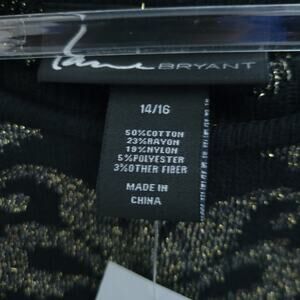 Lane BRYANT
14/16
50%COTTON
23%RAYON
19%NYLON
5%POLYESTER
3%OTHER FIBER
MADE IN
CHINA